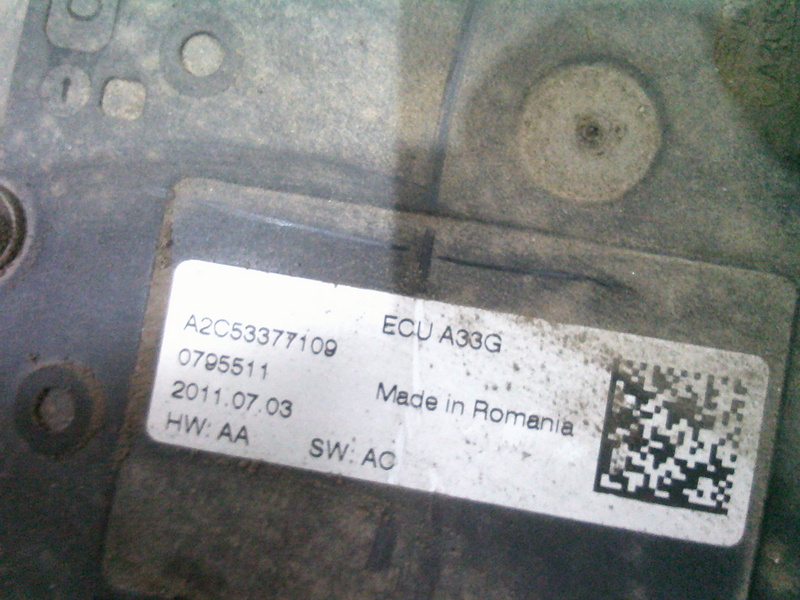 A2C53377109
ECU A33G
0795511
2011.07.03
Made in Romania
HW: AA
SW: AC